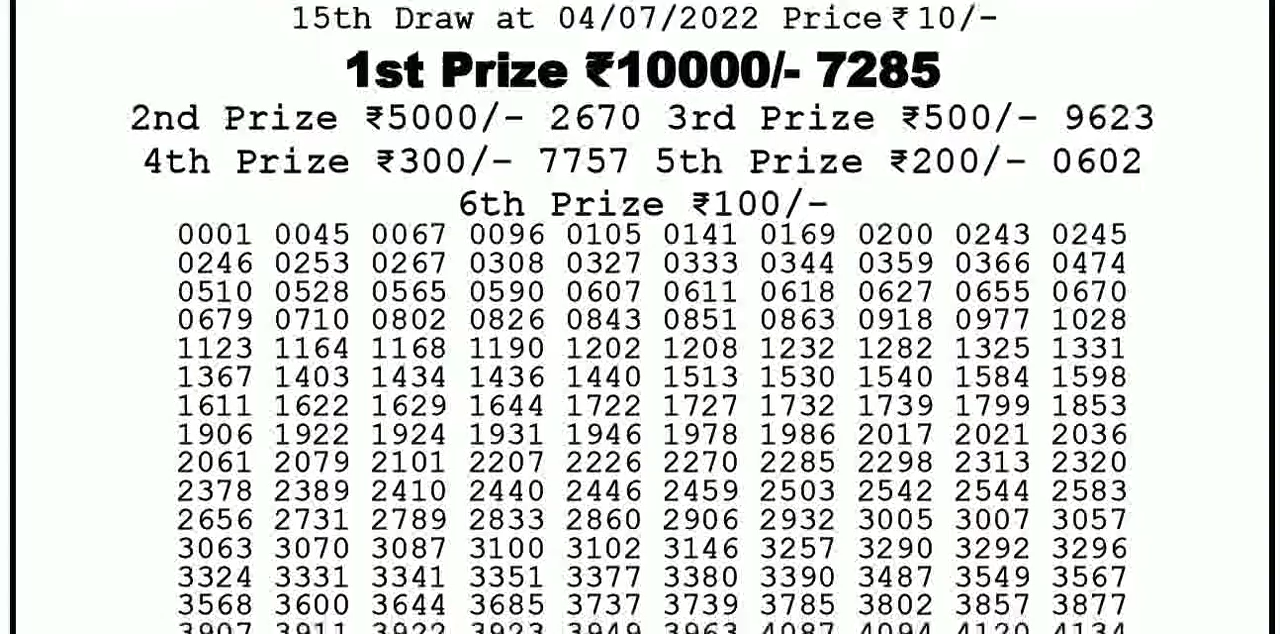 15th Draw at 04/07/2022 Price ₹10/-
1st Prize ₹10000/- 7285
2nd Prize ₹5000/- 2670 3rd Prize ₹500/- 9623
4th Prize ₹300/- 7757 5th Prize ₹200/- 0602
6th Prize ₹100/-
0001 0045 0067 0096 0105 0141 0169 0200 0243 0245
0246 0253 0267 0308 0327 0333 0344 0359 0366 0474
0510 0528 0565 0590 0607 0611 0618 0627 0655 0670
0679 0710 0802 0826 0843 0851 0863 0918 0977 1028
1123 1164 1168 1190 1202 1208 1232 1282 1325 1331
1367 1403 1434 1436 1440 1513 1530 1540 1584 1598
1611 1622 1629 1644 1722 1727 1732 1739 1799 1853
1906 1922 1924 1931 1946 1978 1986 2017 2021 2036
2061 2079 2101 2207 2226 2270 2285 2298 2313 2320
2378 2389 2410 2440 2446 2459 2503 2542 2544 2583
2656 2731 2789 2833 2860 2906 2932 3005 3007 3057
3063 3070 3087 3100 3102 3146 3257 3290 3292 3296
3324 3331 3341 3351 3377 3380 3390 3487 3549 3567
3568 3600 3644 3685 3737 3739 3785 3802 3857 3877